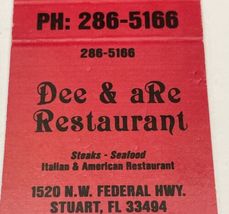 PH: 286-5166
286-5166
Dee & aRe
Restaurant
Steaks - Seafood
Italian & American Restaurant
1520 N.W. FEDERAL HWY.
STUART, FL 33494